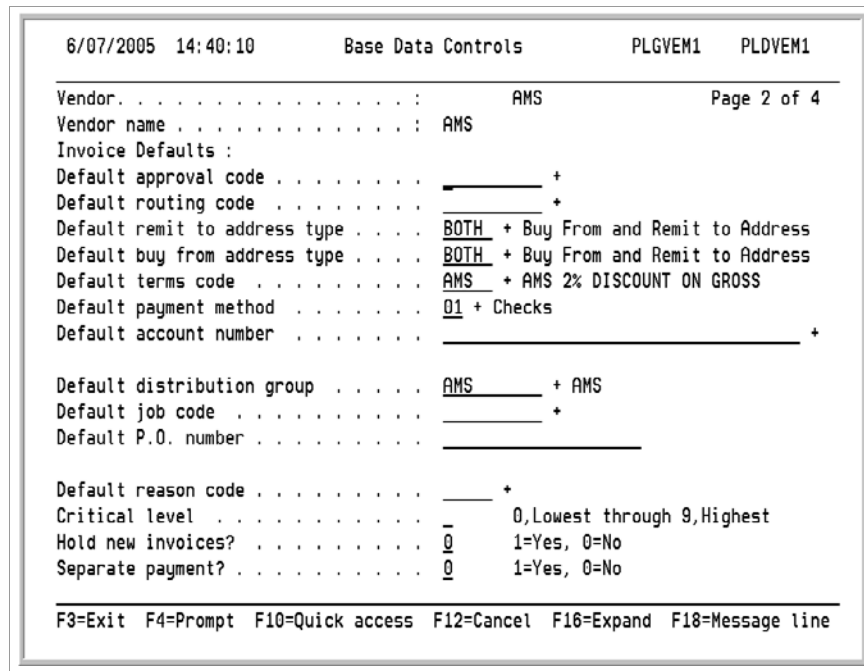 6/07/2005 14:40:10 Base Data Controls PLGVEM1 PLDVEM1
Vendor. . . . . . . . . . . . . . . : AMS Page 2 of 4
Vendor name . . . . . . . . . . . . : AMS
Invoice Defaults :
Default approval code . . . . . . . . +
Default routing code . . . . . . . . +
Default remit to address type . . . . BOTH + Buy From and Remit to Address
Default buy from address type . . . . BOTH + Buy From and Remit to Address
Default terms code . . . . . . . . . AMS + AMS 2% DISCOUNT ON GROSS
Default payment method . . . . . . . 01 + Checks
Default account number . . . . . . . +
Default distribution group . . . . . AMS + AMS
Default job code . . . . . . . . . . +
Default P.O. number . . . . . . . . .
Default reason code . . . . . . . . . +
Critical level . . . . . . . . . . . 0,Lowest through 9,Highest
Hold new invoices? . . . . . . . . . 0 1=Yes, 0=No
Separate payment? . . . . . . . . . . 0 1=Yes, 0=No
F3=Exit F4=Prompt F10=Quick access F12=Cancel F16=Expand F18=Message line